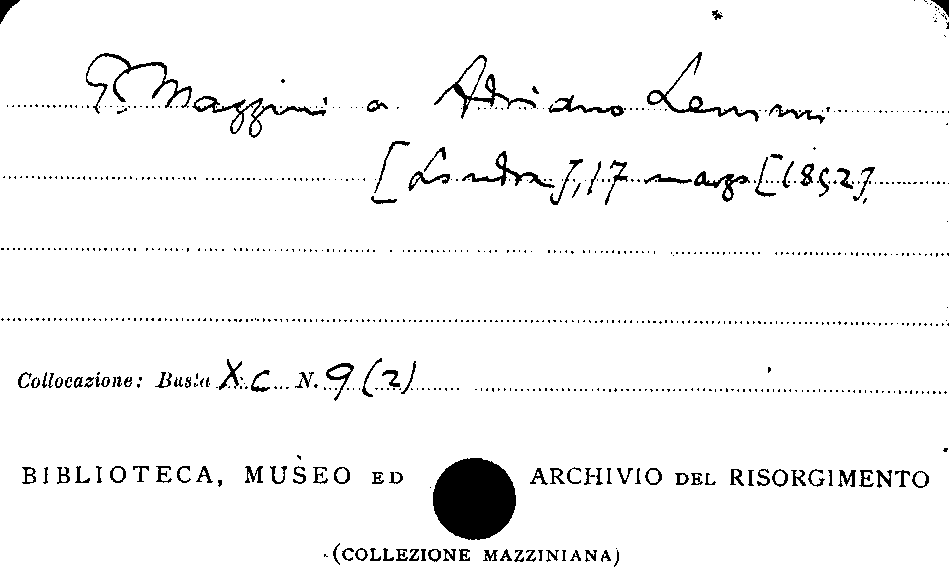 G. Mazzini a Adriano Lemmi
[Londra], 17 marzo [1852].
Collocazione: Busta XC N. 9 (2)
BIBLIOTECA, MUSEO ED ARCHIVIO DEL RISORGIMENTO
(COLLEZIONE MAZZINIANA)